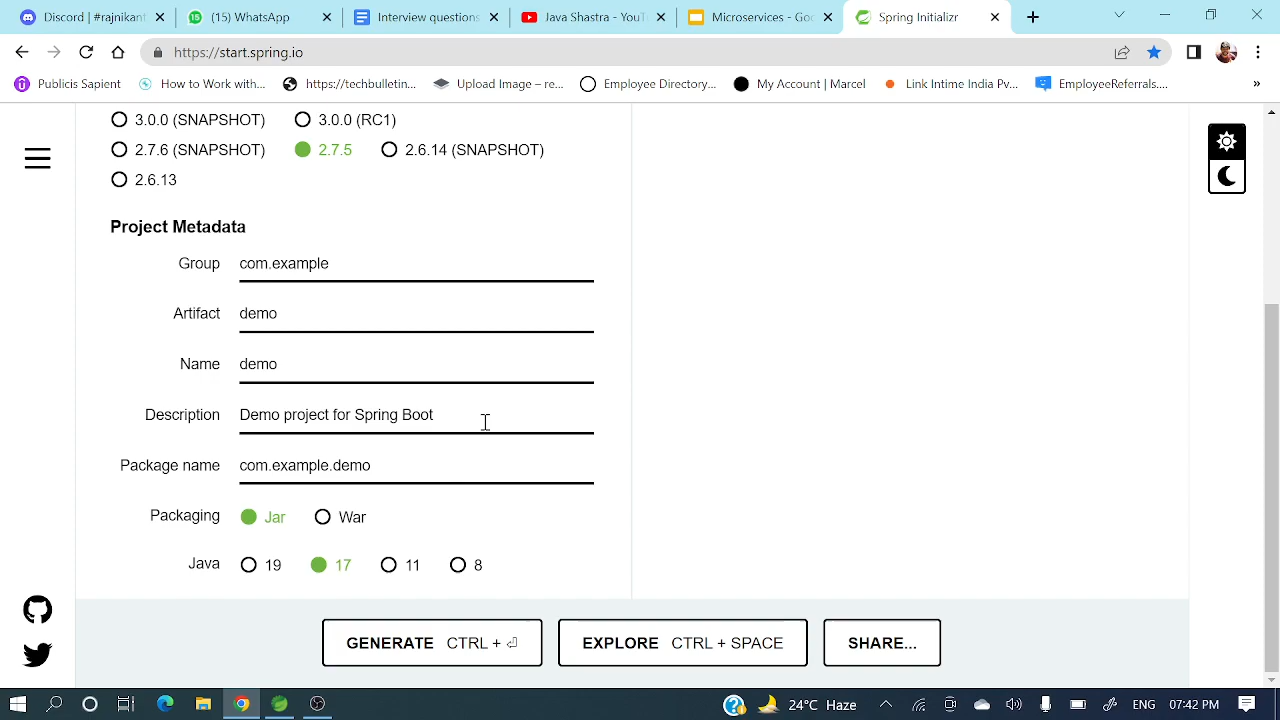 Discord | #rajnikant
(15) WhatsApp
Interview questions
Java Shastra - YouT
Microservices - Goo
Spring Initializr
https://start.spring.io
Publicis Sapient
How to Work with...
https://techbulletin...
Upload Image – re...
Employee Directory...
My Account | Marcel
Link Intime India Pv...
EmployeeReferrals....
»
3.0.0 (SNAPSHOT)
3.0.0 (RC1)
2.7.6 (SNAPSHOT)
2.7.5
2.6.14 (SNAPSHOT)
2.6.13
Project Metadata
Group
com.example
Artifact
demo
Name
demo
Description
Demo project for Spring Boot
Package name
com.example.demo
Packaging
Jar
War
Java
19
17
11
8
GENERATE CTRL + ⏎
EXPLORE CTRL + SPACE
SHARE...
24°C Haze
ENG
07:42 PM